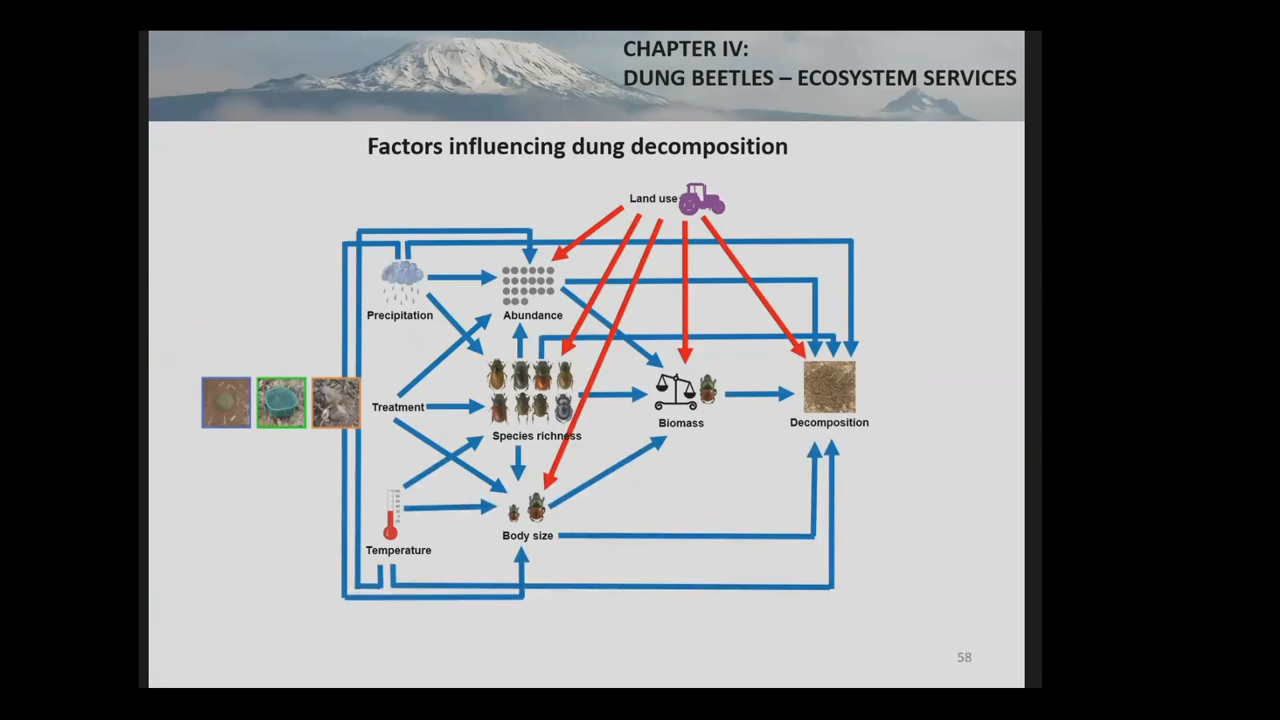 CHAPTER IV:
DUNG BEETLES – ECOSYSTEM SERVICES
Factors influencing dung decomposition
Land use
Precipitation
Abundance
Treatment
Species richness
Biomass
Decomposition
Temperature
Body size
58